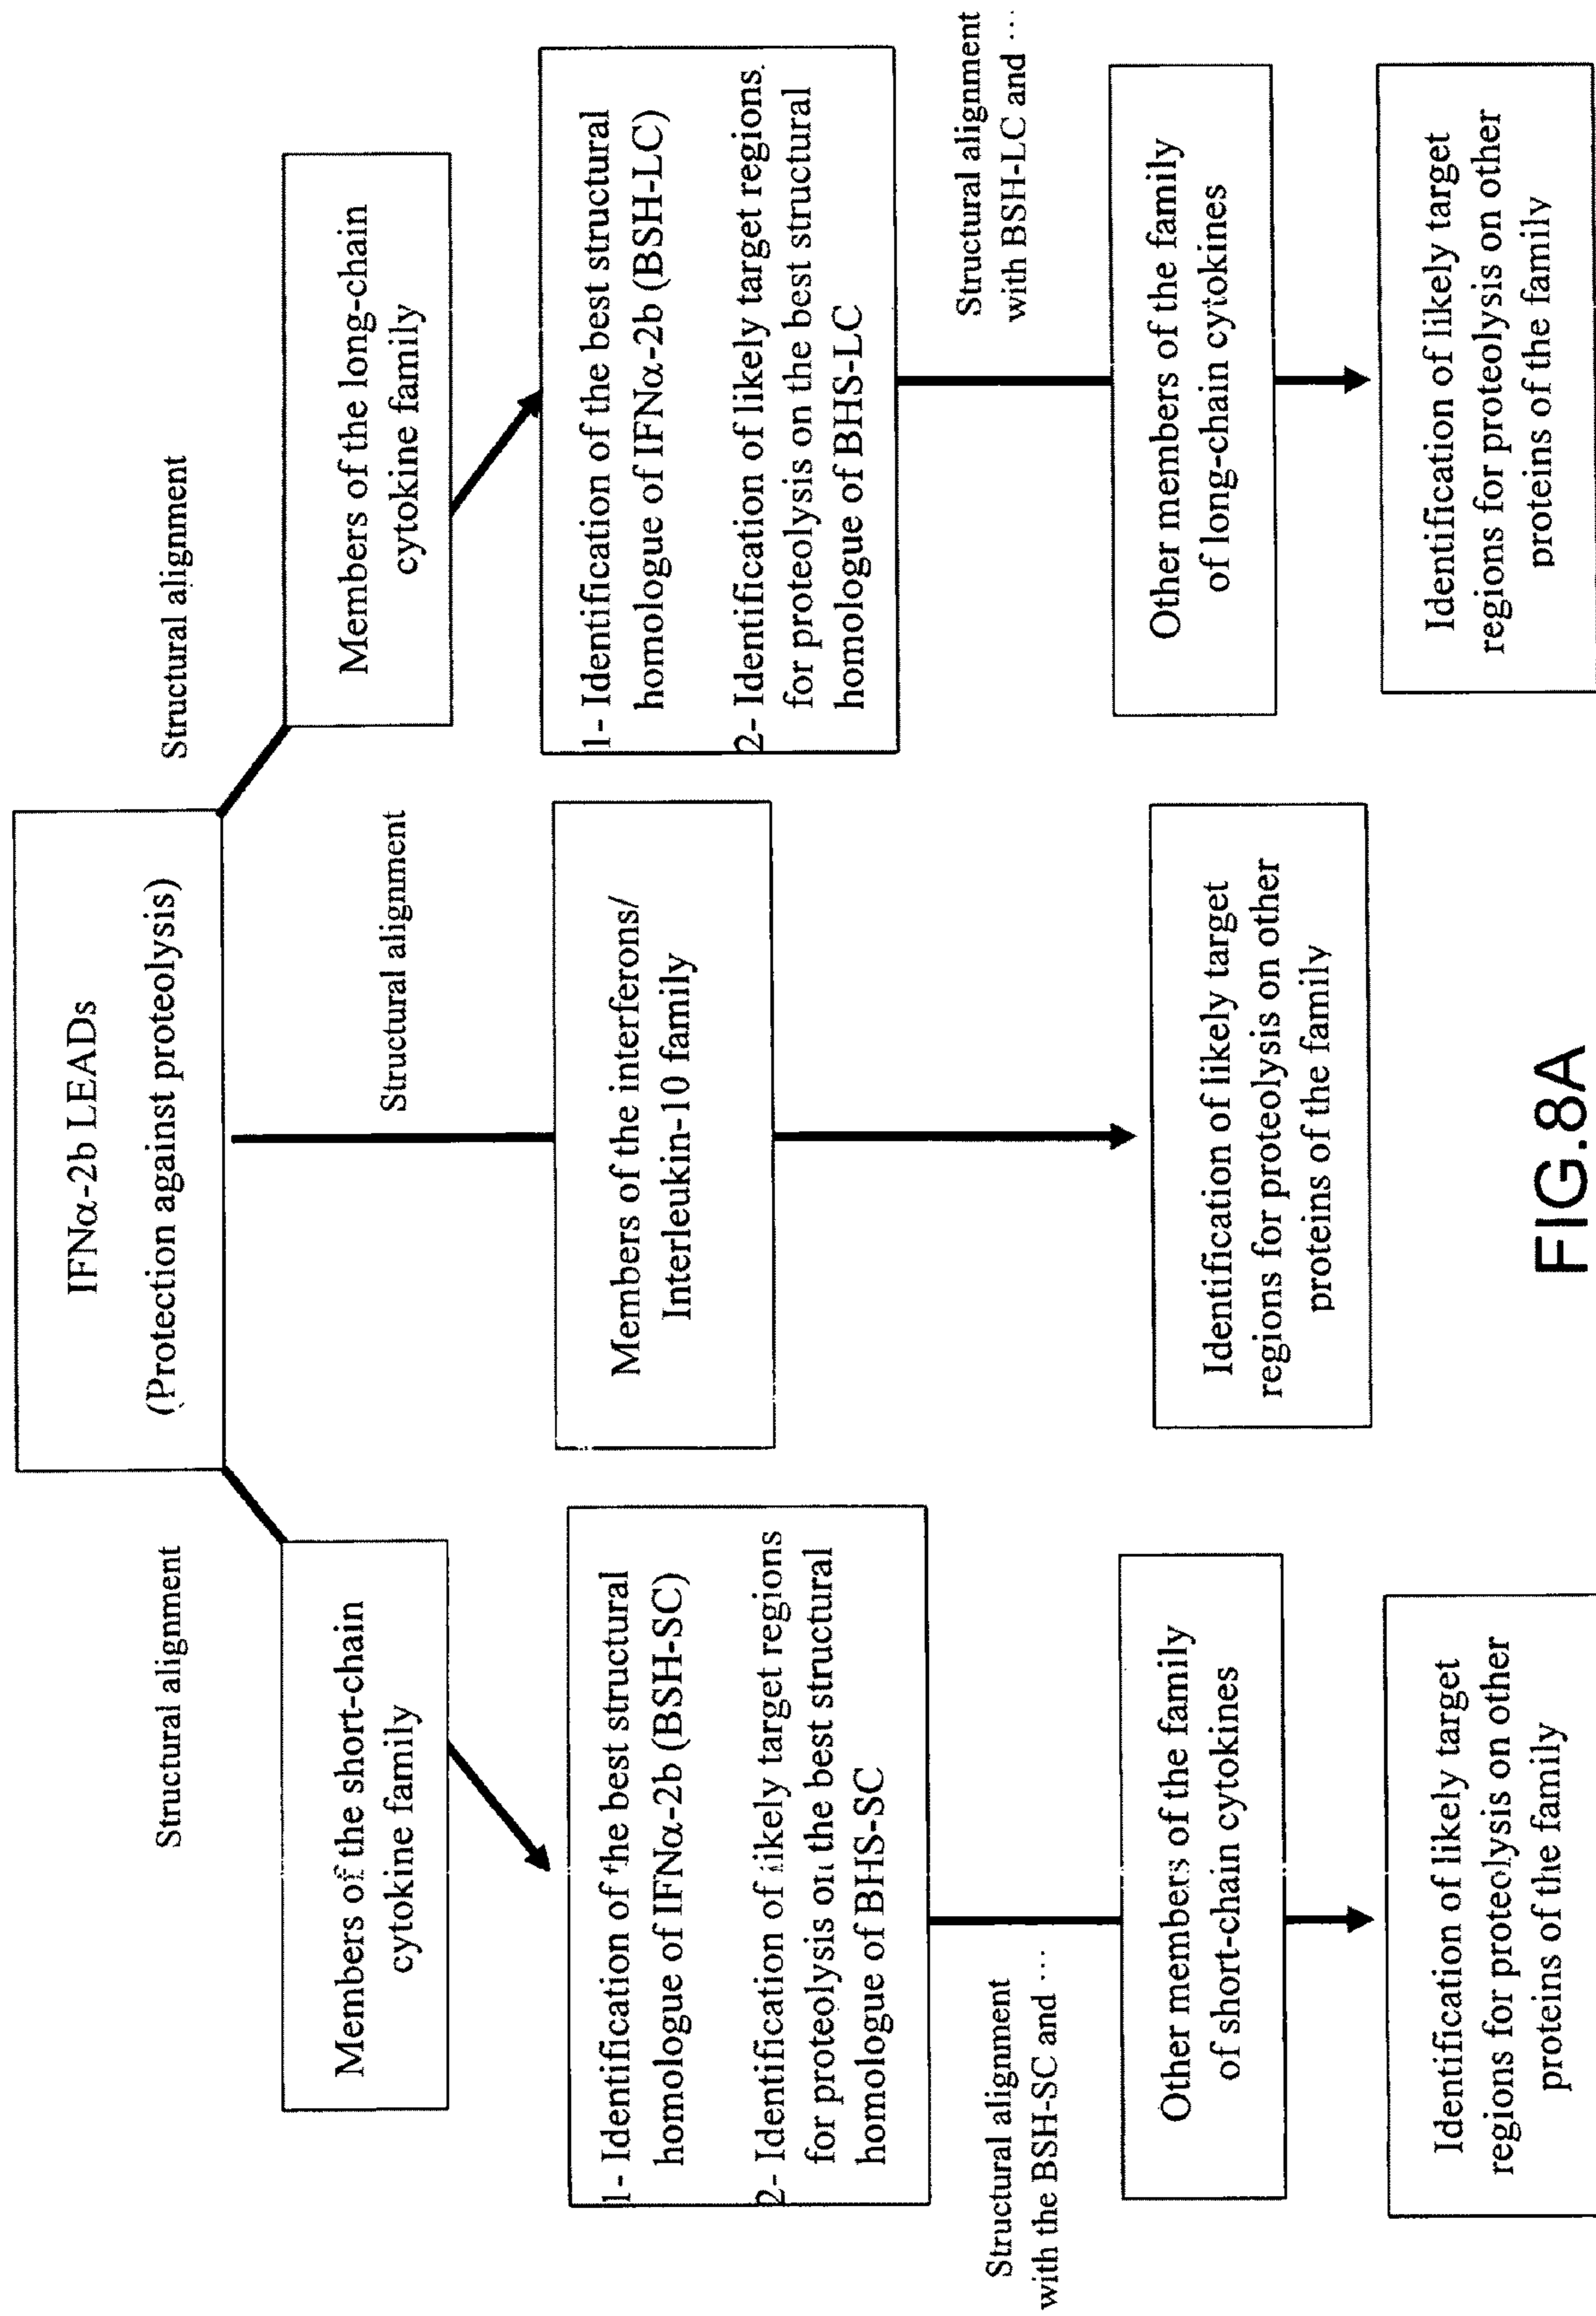 IFNα-2b LEADs
(Protection against proteolysis)
Structural alignment
Members of the short-chain
cytokine family
1- Identification of the best structural
homologue of IFNα-2b (BSH-SC)
2- Identification of likely target regions
for proteolysis on the best structural
homologue of BHS-SC
Structural alignment
with the BSH-SC and ...
Other members of the family
of short-chain cytokines
Identification of likely target
regions for proteolysis on other
proteins of the family
Structural alignment
Members of the interferons/
Interleukin-10 family
Identification of likely target
regions for proteolysis on other
proteins of the family
Structural alignment
Members of the long-chain
cytokine family
1- Identification of the best structural
homologue of IFNα-2b (BSH-LC)
2- Identification of likely target regions
for proteolysis on the best structural
homologue of BHS-LC
Structural alignment
with BSH-LC and ...
Other members of the family
of long-chain cytokines
Identification of likely target
regions for proteolysis on other
proteins of the family
FIG.8A